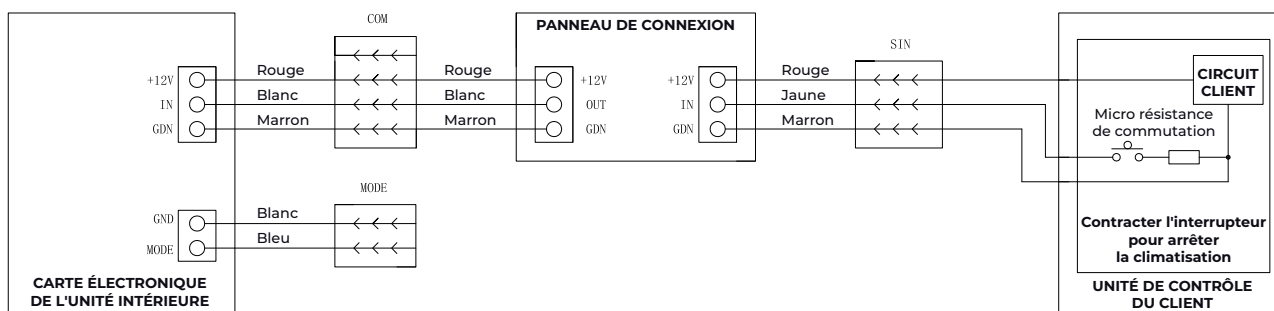 COM
PANNEAU DE CONNEXION
SIN
+12V
Rouge
Rouge
+12V
+12V
Rouge
CIRCUIT
CLIENT
IN
Blanc
Blanc
OUT
IN
Jaune
GDN
Marron
Marron
GDN
GDN
Marron
Micro résistance
de commutation
MODE
GND
Blanc
MODE
Bleu
Contracter l'interrupteur
pour arrêter
la climatisation
CARTE ÉLECTRONIQUE
DE L'UNITÉ INTÉRIEURE
UNITÉ DE CONTRÔLE
DU CLIENT